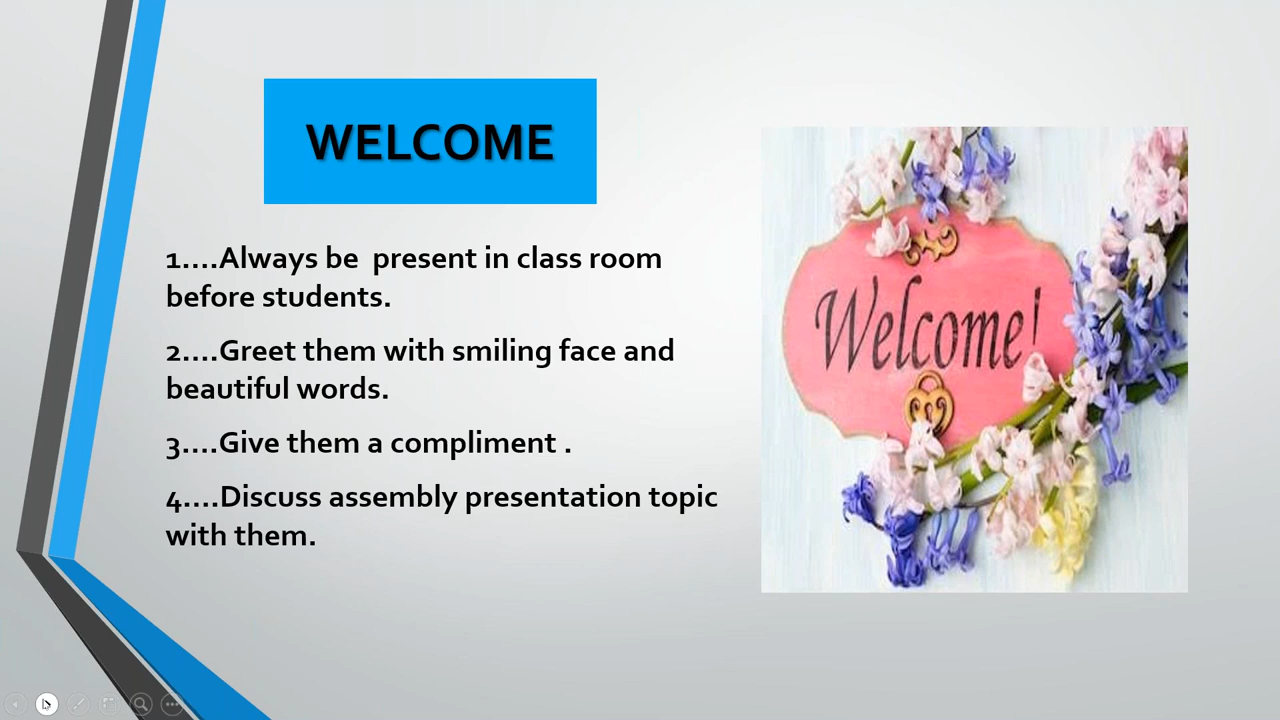 WELCOME
1....Always be  present in class room
before students.
2....Greet them with smiling face and
beautiful words.
3....Give them a compliment .
4....Discuss assembly presentation topic
with them.
Welcome!